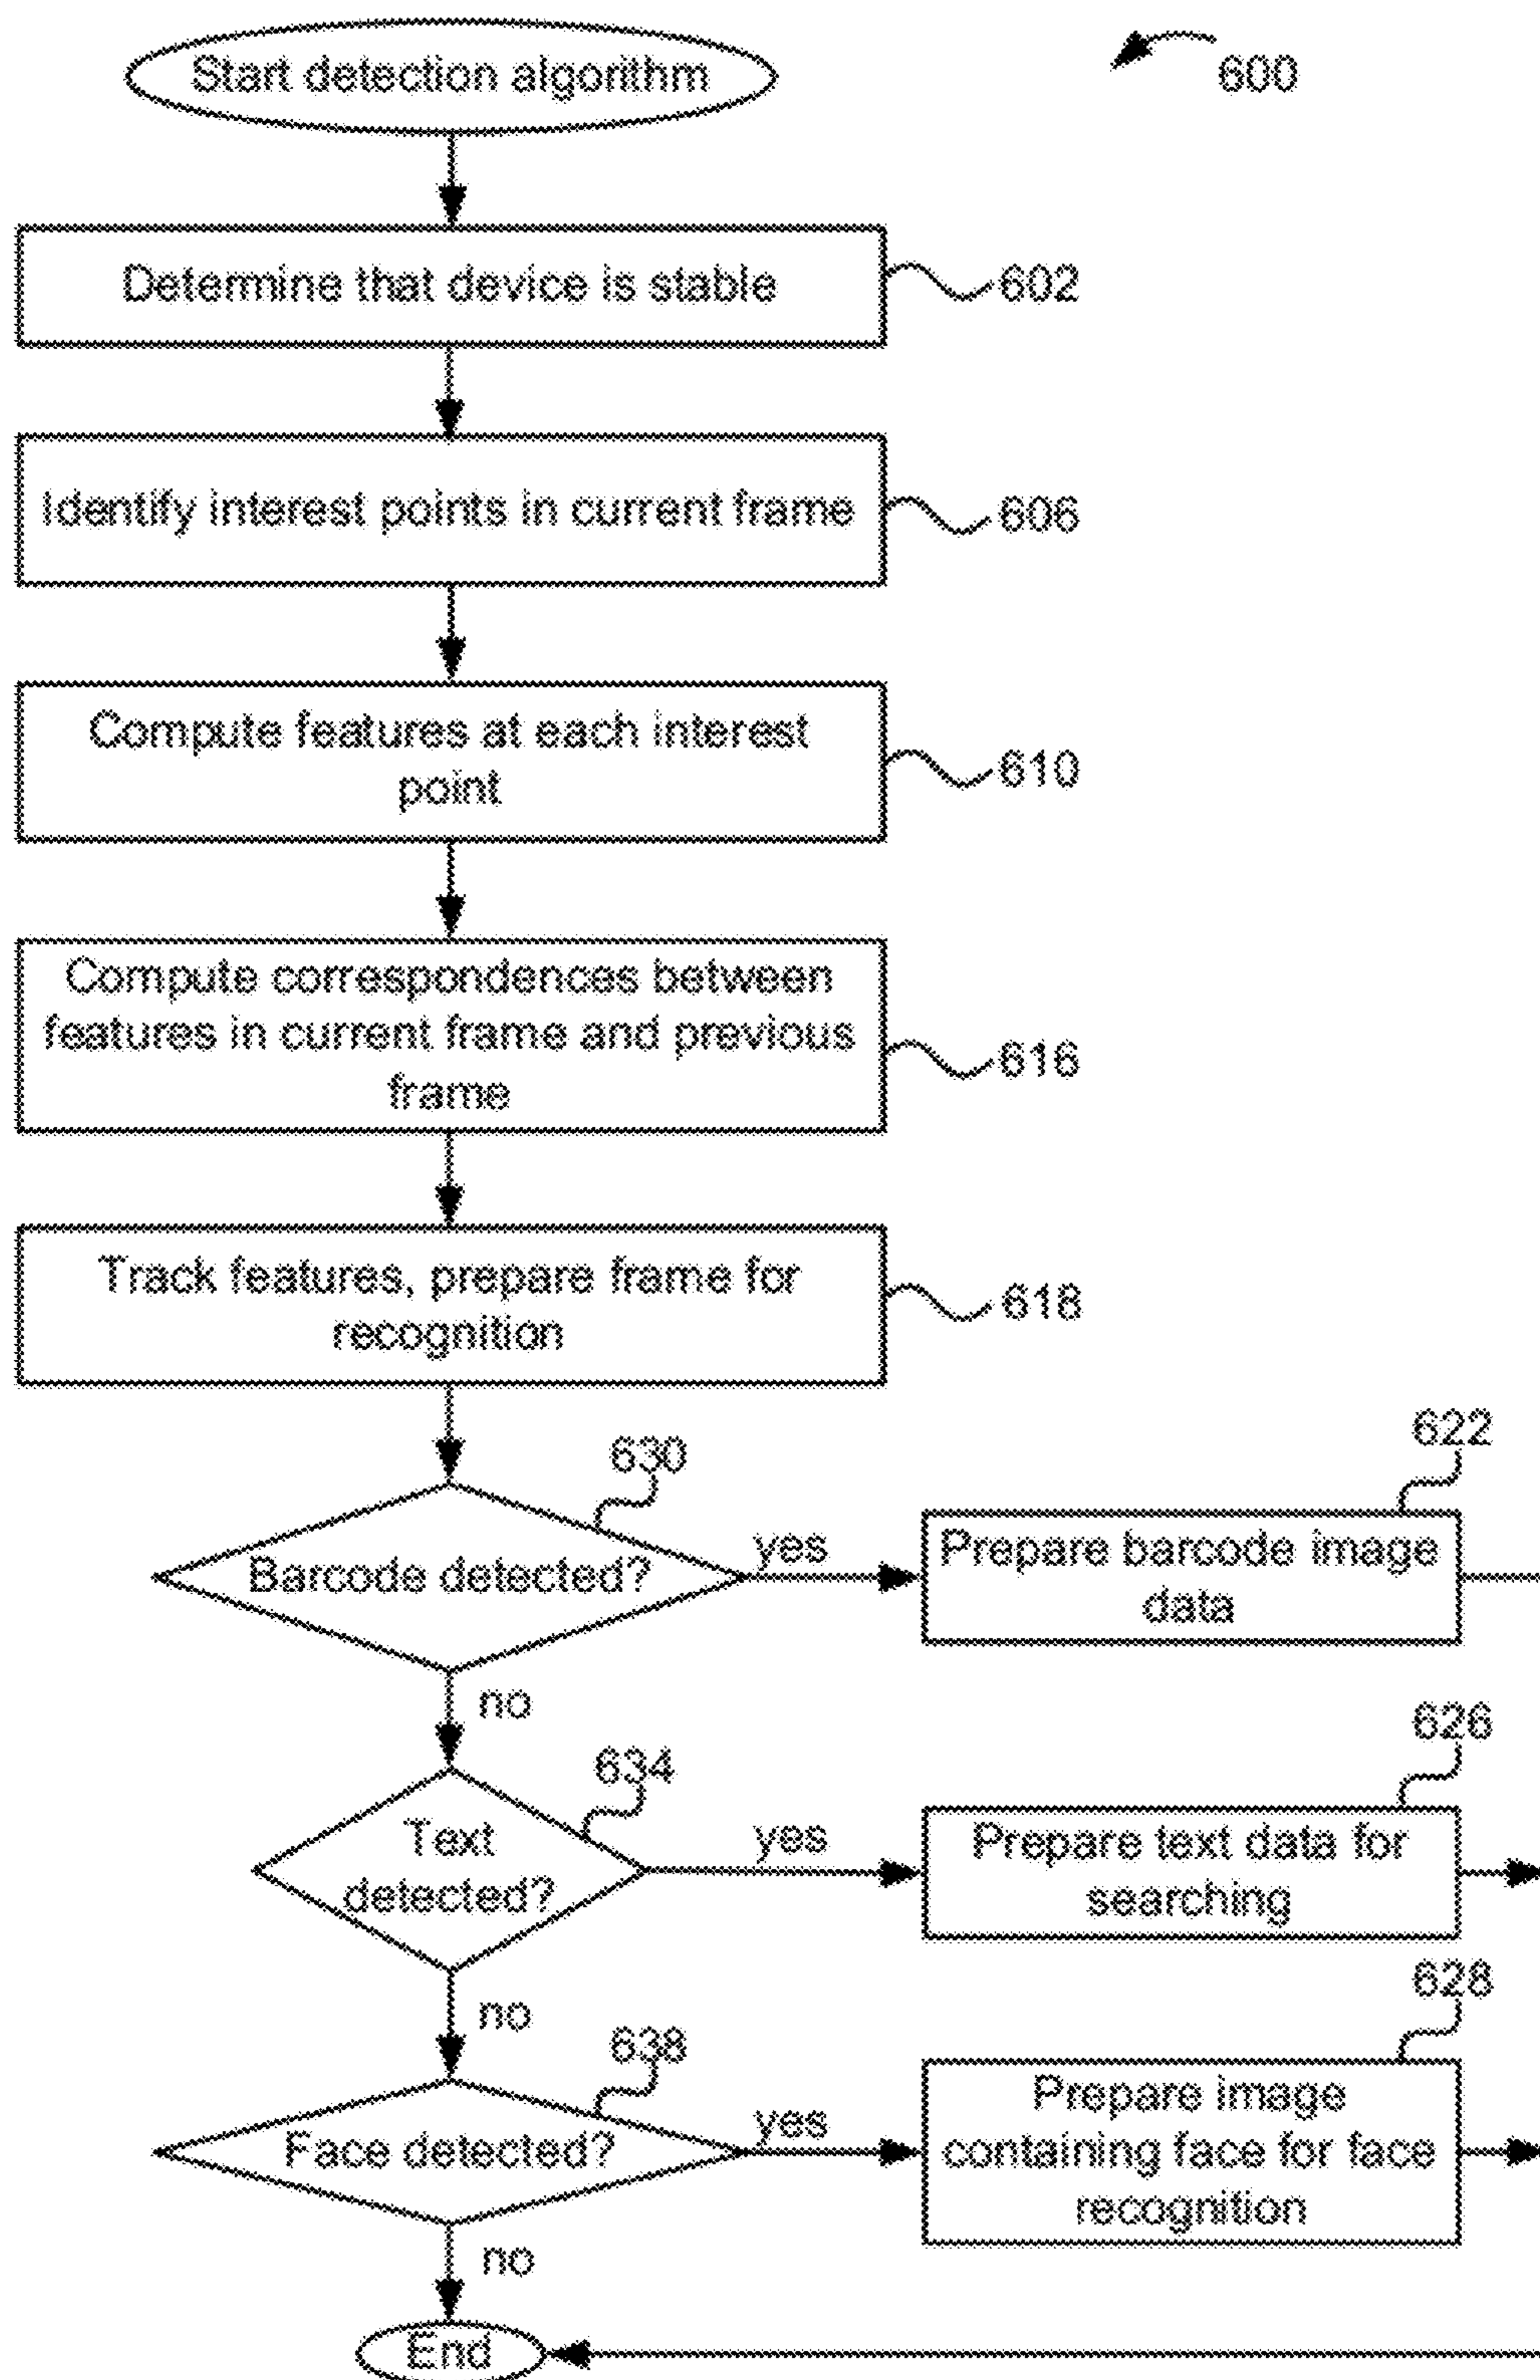 Start detection algorithm
600
Determine that device is stable
602
Identify interest points in current frame
606
Compute features at each interest
point
610
Compute correspondences between
features in current frame and previous
frame
616
Track features, prepare frame for
recognition
618
630
622
Barcode detected?
yes
Prepare barcode image
data
no
634
626
Text
detected?
yes
Prepare text data for
searching
no
638
628
Face detected?
yes
Prepare image
containing face for face
recognition
no
End